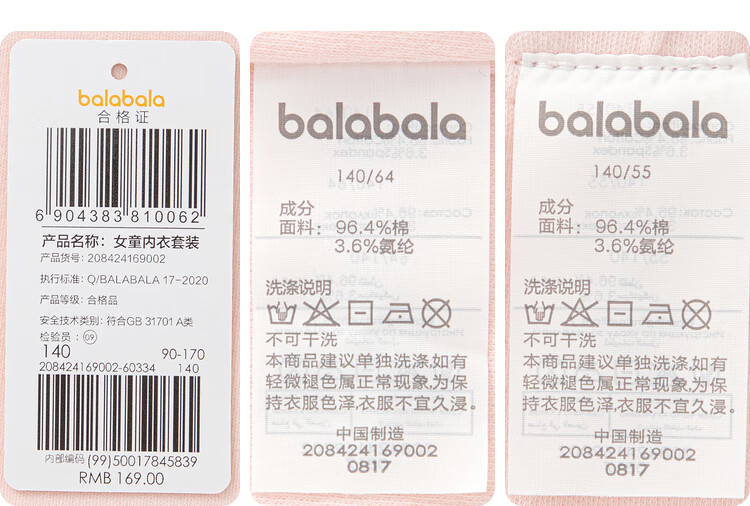 balabala
合格证
6 904383 810062
产品名称: 女童内衣套装
产品货号: 208424169002
执行标准: Q/BALABALA 17-2020
产品等级: 合格品
安全技术类别: 符合GB 31701 A类
检验员: 09
140 90-170
208424169002-60334 140
内部编码 (99)50017845839
RMB 169.00
balabala
140/64
成分
面料: 96.4%棉
3.6%氨纶
洗涤说明
不可干洗
本商品建议单独洗涤,如有
轻微褪色属正常现象,为保
持衣服色泽,衣服不宜久浸。
中国制造
208424169002
0817
balabala
140/55
成分
面料: 96.4%棉
3.6%氨纶
洗涤说明
不可干洗
本商品建议单独洗涤,如有
轻微褪色属正常现象,为保
持衣服色泽,衣服不宜久浸。
中国制造
208424169002
0817